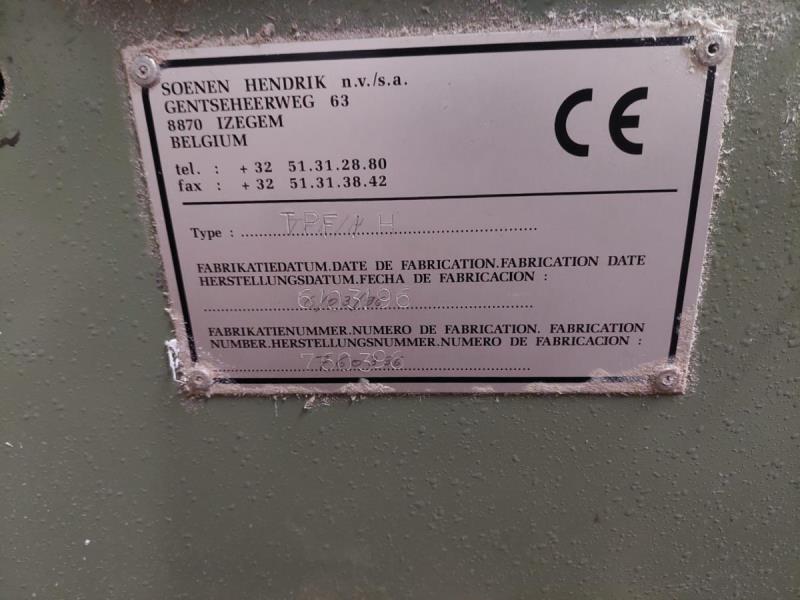 SOENEN HENDRIK n.v./s.a.
GENTSEHEERWEG 63
8870 IZEGEM
BELGIUM
CE
tel. : + 32 51.31.28.80
fax : + 32 51.31.38.42
Type :
FABRIKATIEDATUM.DATE DE FABRICATION.FABRICATION DATE
HERSTELLUNGSDATUM.FECHA DE FABRICACION :
FABRIKATIENUMMER.NUMERO DE FABRICATION. FABRICATION
NUMBER.HERSTELLUNGSNUMMER.NUMERO DE FABRICACION :